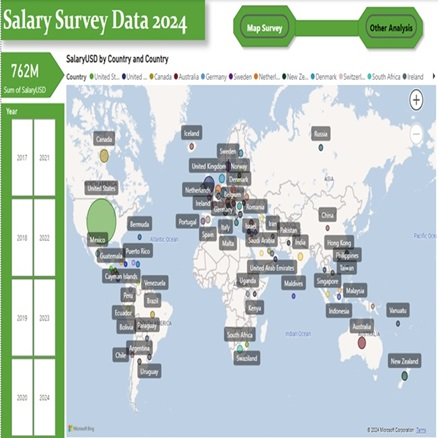 Salary Survey Data 2024
Map Survey
Other Analysis
762M
Sum of SalaryUSD
SalaryUSD by Country and Country
Country United St... United ... Canada Australia Germany Sweden Netherl... New Ze... Denmark Switzerl... South Africa Ireland
Year
2017
2021
2018
2022
2019
2023
2020
2024
Iceland
Russia
Canada
Sweden
United Kingdom
Norway
ASIA
Denmark
Netherlands
Belgium
United States
Ireland
Romania
Germany
Bermuda
Portugal
Italy
Iran
China
Spain
Pakistan
Mexico
Atlantic Ocean
Malta
Saudi Arabia
India
Hong Kong
Pacific Oce
Guatemala
Puerto Rico
Philippines
United Arab Emirates
Taiwan
Cayman Islands
Venezuela
Uganda
Maldives
Singapore
Peru
Brazil
Kenya
Malaysia
Ecuador
Indonesia
Vanuatu
Bolivia
Paraguay
Indian Ocean
Australia
South Africa
Argentina
Chile
Swaziland
New Zealand
Uruguay
Microsoft Bing
© 2024 Microsoft Corporation Terms